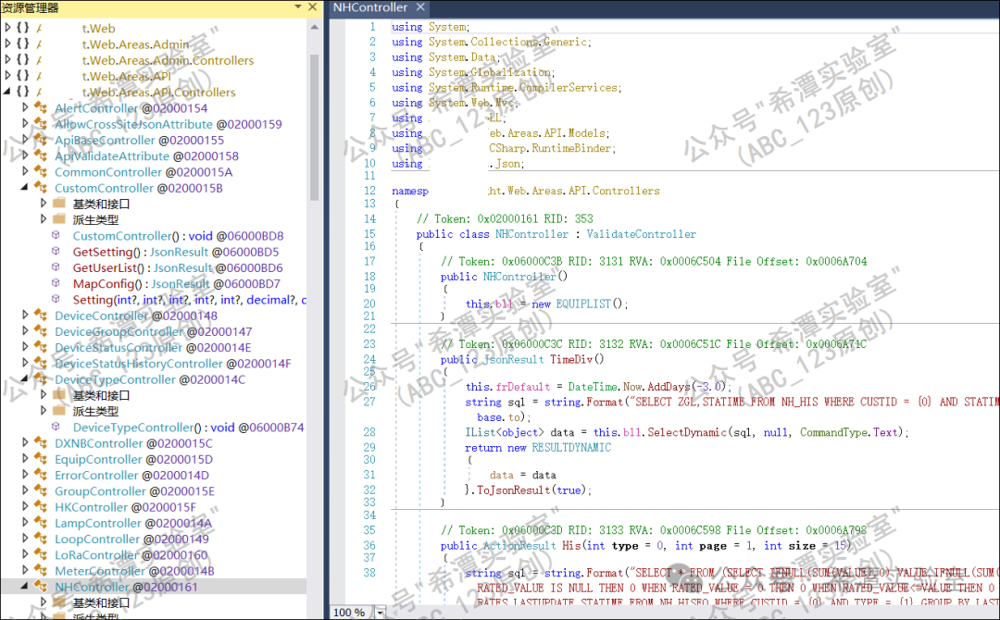 资源管理器
t.Web
t.Web.Areas.Admin
t.Web.Areas.Admin.Controllers
t.Web.Areas.API
t.Web.Areas.API.Controllers
AlertController @02000154
AllowCrossSiteJsonAttribute @02000159
ApiBaseController @02000155
ApiValidateAttribute @02000158
CommonController @0200015A
CustomController @0200015B
基类和接口
派生类型
CustomController() : void @06000BD8
GetSetting() : JsonResult @06000BD5
GetUserList() : JsonResult @06000BD6
MapConfig() : JsonResult @06000BD7
Setting(int?, int?, int?, int?, int?, decimal?, c
DeviceController @02000148
DeviceGroupController @02000147
DeviceStatusController @0200014E
DeviceStatusHistoryController @0200014F
DeviceTypeController @0200014C
基类和接口
派生类型
DeviceTypeController() : void @06000B74
DXNBController @0200015C
EquipController @0200015D
ErrorController @0200014D
GroupController @0200015E
HKController @0200015F
LampController @0200014A
LoopController @02000149
LoRaController @02000160
MeterController @0200014B
NHController @02000161
基类和接口
派生类型
NHController
1 using System;
2 using System.Collections.Generic;
3 using System.Data;
4 using System.Globalization;
5 using System.Runtime.CompilerServices;
6 using System.Web.Mvc;
7 using LL;
8 using eb.Areas.API.Models;
9 using CSharp.RuntimeBinder;
10 using .Json;
11
12 namesp ht.Web.Areas.API.Controllers
13 {
14 // Token: 0x02000161 RID: 353
15 public class NHController : ValidateController
16 {
17 // Token: 0x06000C3B RID: 3131 RVA: 0x0006C504 File Offset: 0x0006A704
18 public NHController()
19 {
20 this.bll = new EQUIPLIST();
21 }
22
23 // Token: 0x06000C3C RID: 3132 RVA: 0x0006C51C File Offset: 0x0006A71C
24 public JsonResult TimeDiv()
25 {
26 this.frDefault = DateTime.Now.AddDays(-3.0);
27 string sql = string.Format("SELECT ZGL,STATIME FROM NH_HIS WHERE CUSTID = {0} AND STATIM
base.to);
28 IList<object> data = this.bll.SelectDynamic(sql, null, CommandType.Text);
29 return new RESULTDYNAMIC
30 {
31 data = data
32 }.ToJsonResult(true);
33 }
34
35 // Token: 0x06000C3D RID: 3133 RVA: 0x0006C598 File Offset: 0x0006A798
36 public ActionResult His(int type = 0, int page = 1, int size = 15)
37 {
38 string sql = string.Format("SELECT * FROM (SELECT IFNULL(SUM(VALUE),0) VALUE,IFNULL(SUM(
RATED_VALUE IS NULL THEN 0 WHEN RATED_VALUE = 0 THEN 0 WHEN RATED_VALUE<=VALUE THEN 0
RATES,LASTUPDATE STATIME FROM NH_HISEQ WHERE CUSTID = {0} AND TYPE = {1} GROUP BY LAST
100 %
公众号"希潭实验室"
(ABC_123原创)